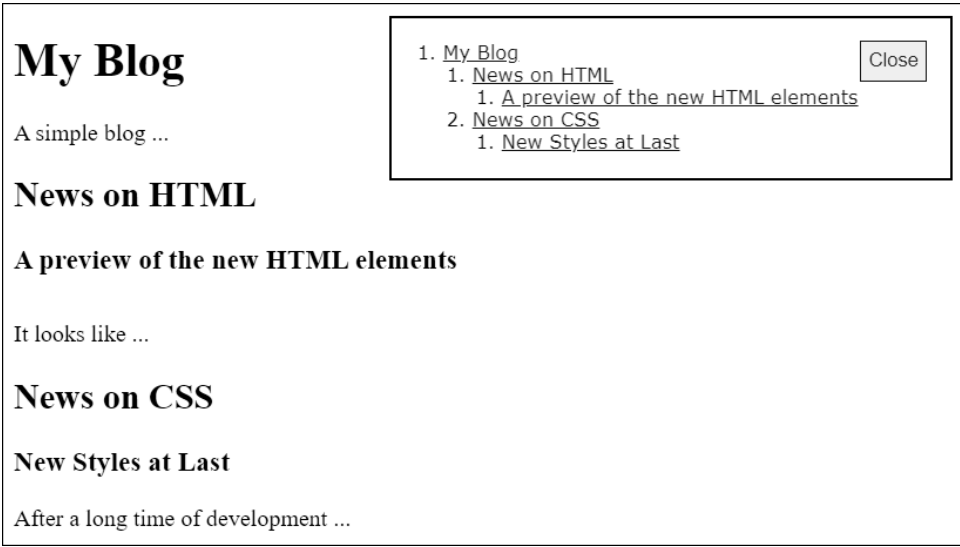 My Blog
A simple blog ...
News on HTML
A preview of the new HTML elements
It looks like ...
News on CSS
New Styles at Last
After a long time of development ...
1. My Blog
1. News on HTML
1. A preview of the new HTML elements
2. News on CSS
1. New Styles at Last
Close